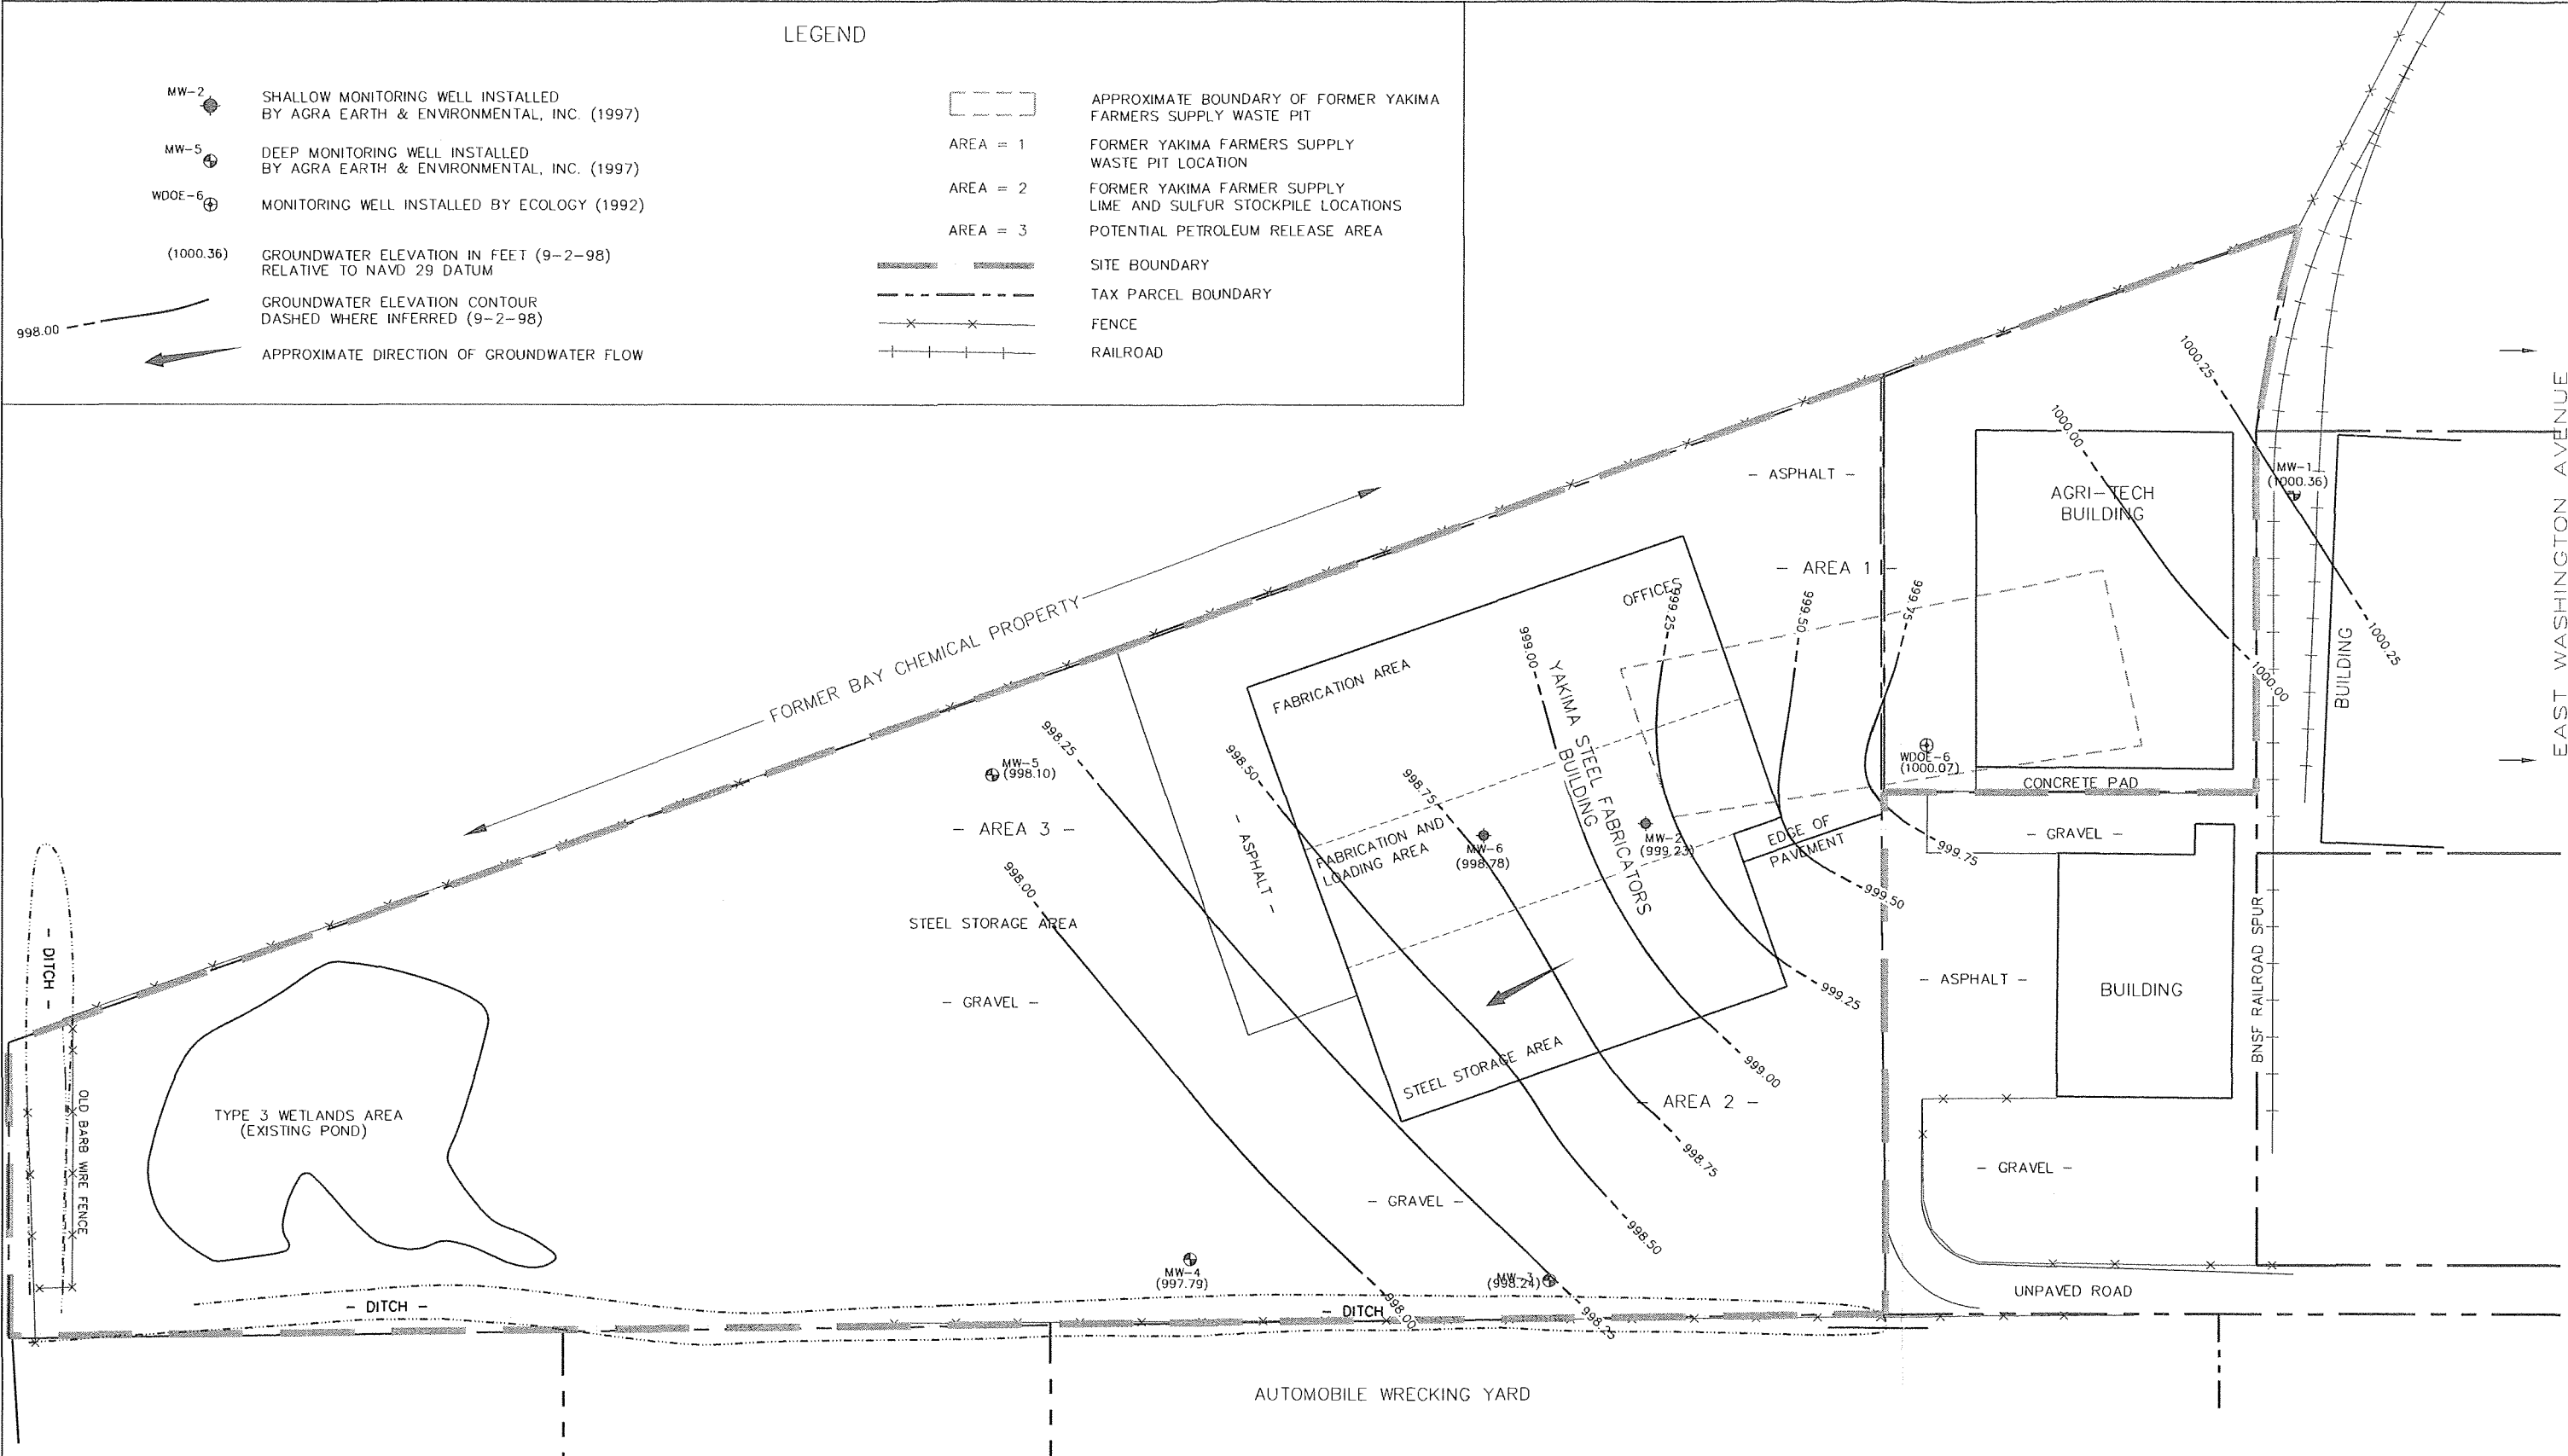 LEGEND
MW-2
SHALLOW MONITORING WELL INSTALLED
BY AGRA EARTH & ENVIRONMENTAL, INC. (1997)
MW-5
DEEP MONITORING WELL INSTALLED
BY AGRA EARTH & ENVIRONMENTAL, INC. (1997)
WDOE-6
MONITORING WELL INSTALLED BY ECOLOGY (1992)
(1000.36)
GROUNDWATER ELEVATION IN FEET (9-2-98)
RELATIVE TO NAVD 29 DATUM
998.00
GROUNDWATER ELEVATION CONTOUR
DASHED WHERE INFERRED (9-2-98)
APPROXIMATE DIRECTION OF GROUNDWATER FLOW
APPROXIMATE BOUNDARY OF FORMER YAKIMA
FARMERS SUPPLY WASTE PIT
AREA = 1
FORMER YAKIMA FARMERS SUPPLY
WASTE PIT LOCATION
AREA = 2
FORMER YAKIMA FARMER SUPPLY
LIME AND SULFUR STOCKPILE LOCATIONS
AREA = 3
POTENTIAL PETROLEUM RELEASE AREA
SITE BOUNDARY
TAX PARCEL BOUNDARY
FENCE
RAILROAD
1000.25
1000.00
EAST WASHINGTON AVENUE
- ASPHALT -
AGRI-TECH
BUILDING
MW-1
(1000.36)
- AREA 1 -
OFFICES
999.25
999.50
999.75
FORMER BAY CHEMICAL PROPERTY
FABRICATION AREA
999.00
YAKIMA STEEL FABRICATORS
BUILDING
1000.25
1000.00
BUILDING
998.25
998.50
998.75
MW-5
(998.10)
WDOE-6
(1000.07)
CONCRETE PAD
- AREA 3 -
- ASPHALT -
FABRICATION AND
LOADING AREA
MW-6
(998.78)
MW-2
(999.23)
EDGE OF
PAVEMENT
- GRAVEL -
999.75
998.00
999.50
STEEL STORAGE AREA
- DITCH -
- GRAVEL -
999.25
- ASPHALT -
BUILDING
BNSF RAILROAD SPUR
STEEL STORAGE AREA
999.00
- AREA 2 -
998.75
OLD BARB WIRE FENCE
TYPE 3 WETLANDS AREA
(EXISTING POND)
- GRAVEL -
- GRAVEL -
998.50
MW-4
(997.79)
MW-3
(998.24)
UNPAVED ROAD
- DITCH -
- DITCH
998.00
998.25
AUTOMOBILE WRECKING YARD